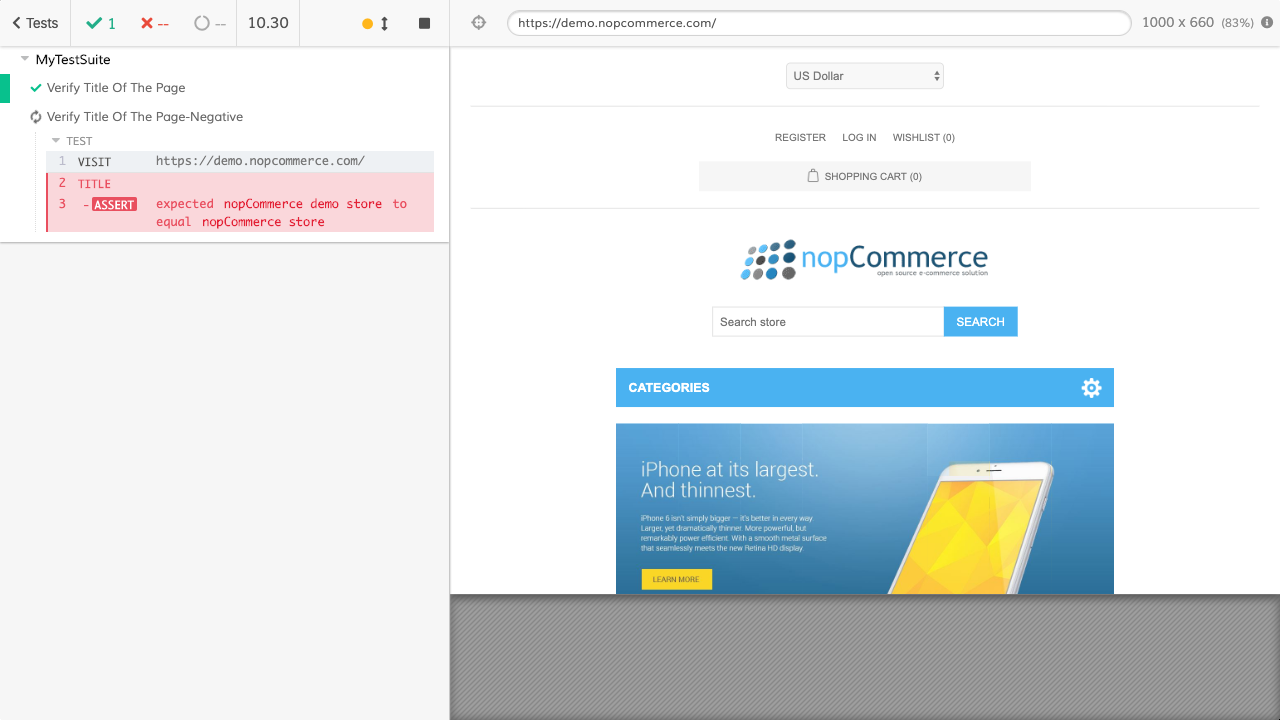 Tests
1
--
--
10.30
https://demo.nopcommerce.com/
1000 x 660 (83%)
MyTestSuite
Verify Title Of The Page
Verify Title Of The Page-Negative
TEST
1 VISIT https://demo.nopcommerce.com/
2 TITLE
3 -ASSERT expected nopCommerce demo store to
equal nopCommerce store
US Dollar
REGISTER LOG IN WISHLIST (0)
SHOPPING CART (0)
nopCommerce
open source e-commerce solution
Search store SEARCH
CATEGORIES
iPhone at its largest.
And thinnest.
iPhone 6 isn't simply bigger – it's better in every way.
Larger, yet dramatically thinner. More powerful, but
remarkably power efficient. With a smooth metal surface
that seamlessly meets the new Retina HD display.
LEARN MORE